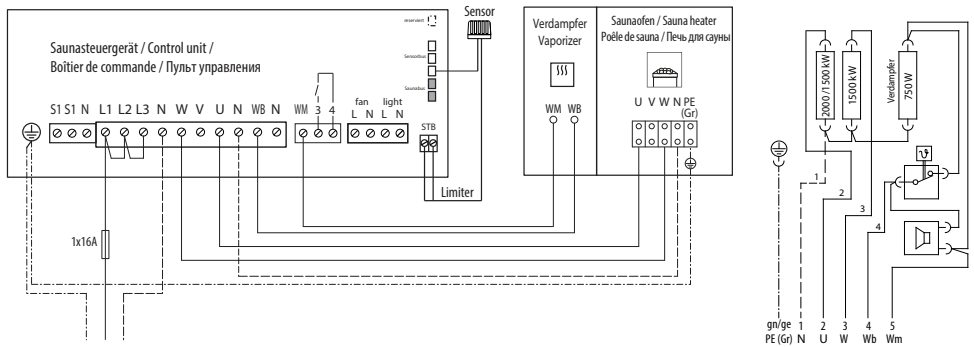 Saunasteuergerät / Control unit /
Boîtier de commande / Пульт управления
reserviert
Sensorbus
Saunabus
Sensor
S1 S1 N L1 L2 L3 N W V U N WB N WM 3 4
fan light
L N L N
STB
Limiter
1x16A
Verdampfer
Vaporizer
WM WB
Saunaofen / Sauna heater
Poêle de sauna / Печь для сауны
U V W N PE
(Gr)
2000/1500 kW
1500 kW
Verdampfer
750 W
1
2
3
4
gn/ge 1 2 3 4 5
PE (Gr) N U W Wb Wm